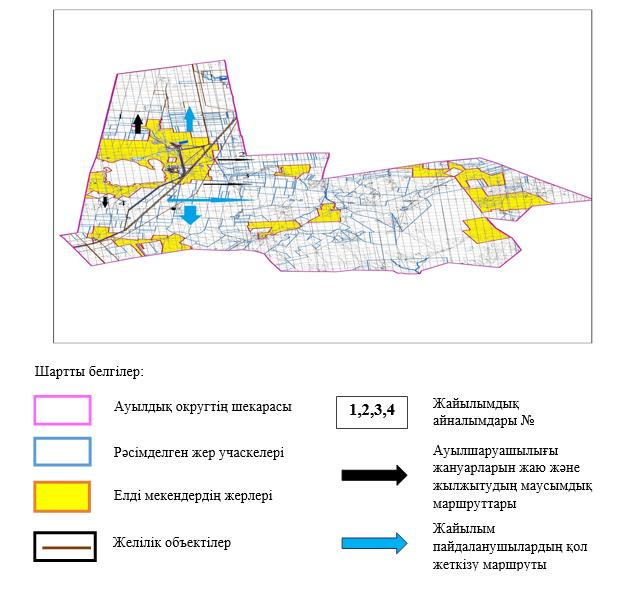 Шартты белгілер:
Ауылдық округтің шекарасы
Рәсімделген жер учаскелері
Елді мекендердің жерлері
Желілік объектілер
1,2,3,4
Жайылымдық
айналымдары №
Ауылшаруашылығы
жануарларын жаю және
жылжытудың маусымдық
маршруттары
Жайылым
пайдаланушылардың қол
жеткізу маршруты